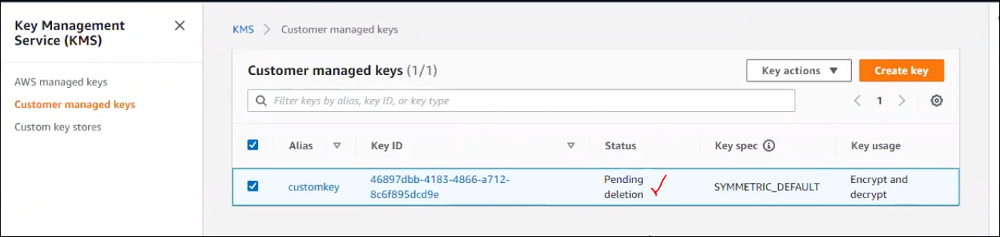 Key Management
Service (KMS)
AWS managed keys
Customer managed keys
Custom key stores
KMS > Customer managed keys
Customer managed keys (1/1)
Key actions
Create key
Filter keys by alias, key ID, or key type
1
Alias Key ID Status Key spec Key usage
customkey 46897dbb-4183-4866-a712- Pending SYMMETRIC_DEFAULT Encrypt and
8c6f895dcd9e deletion decrypt